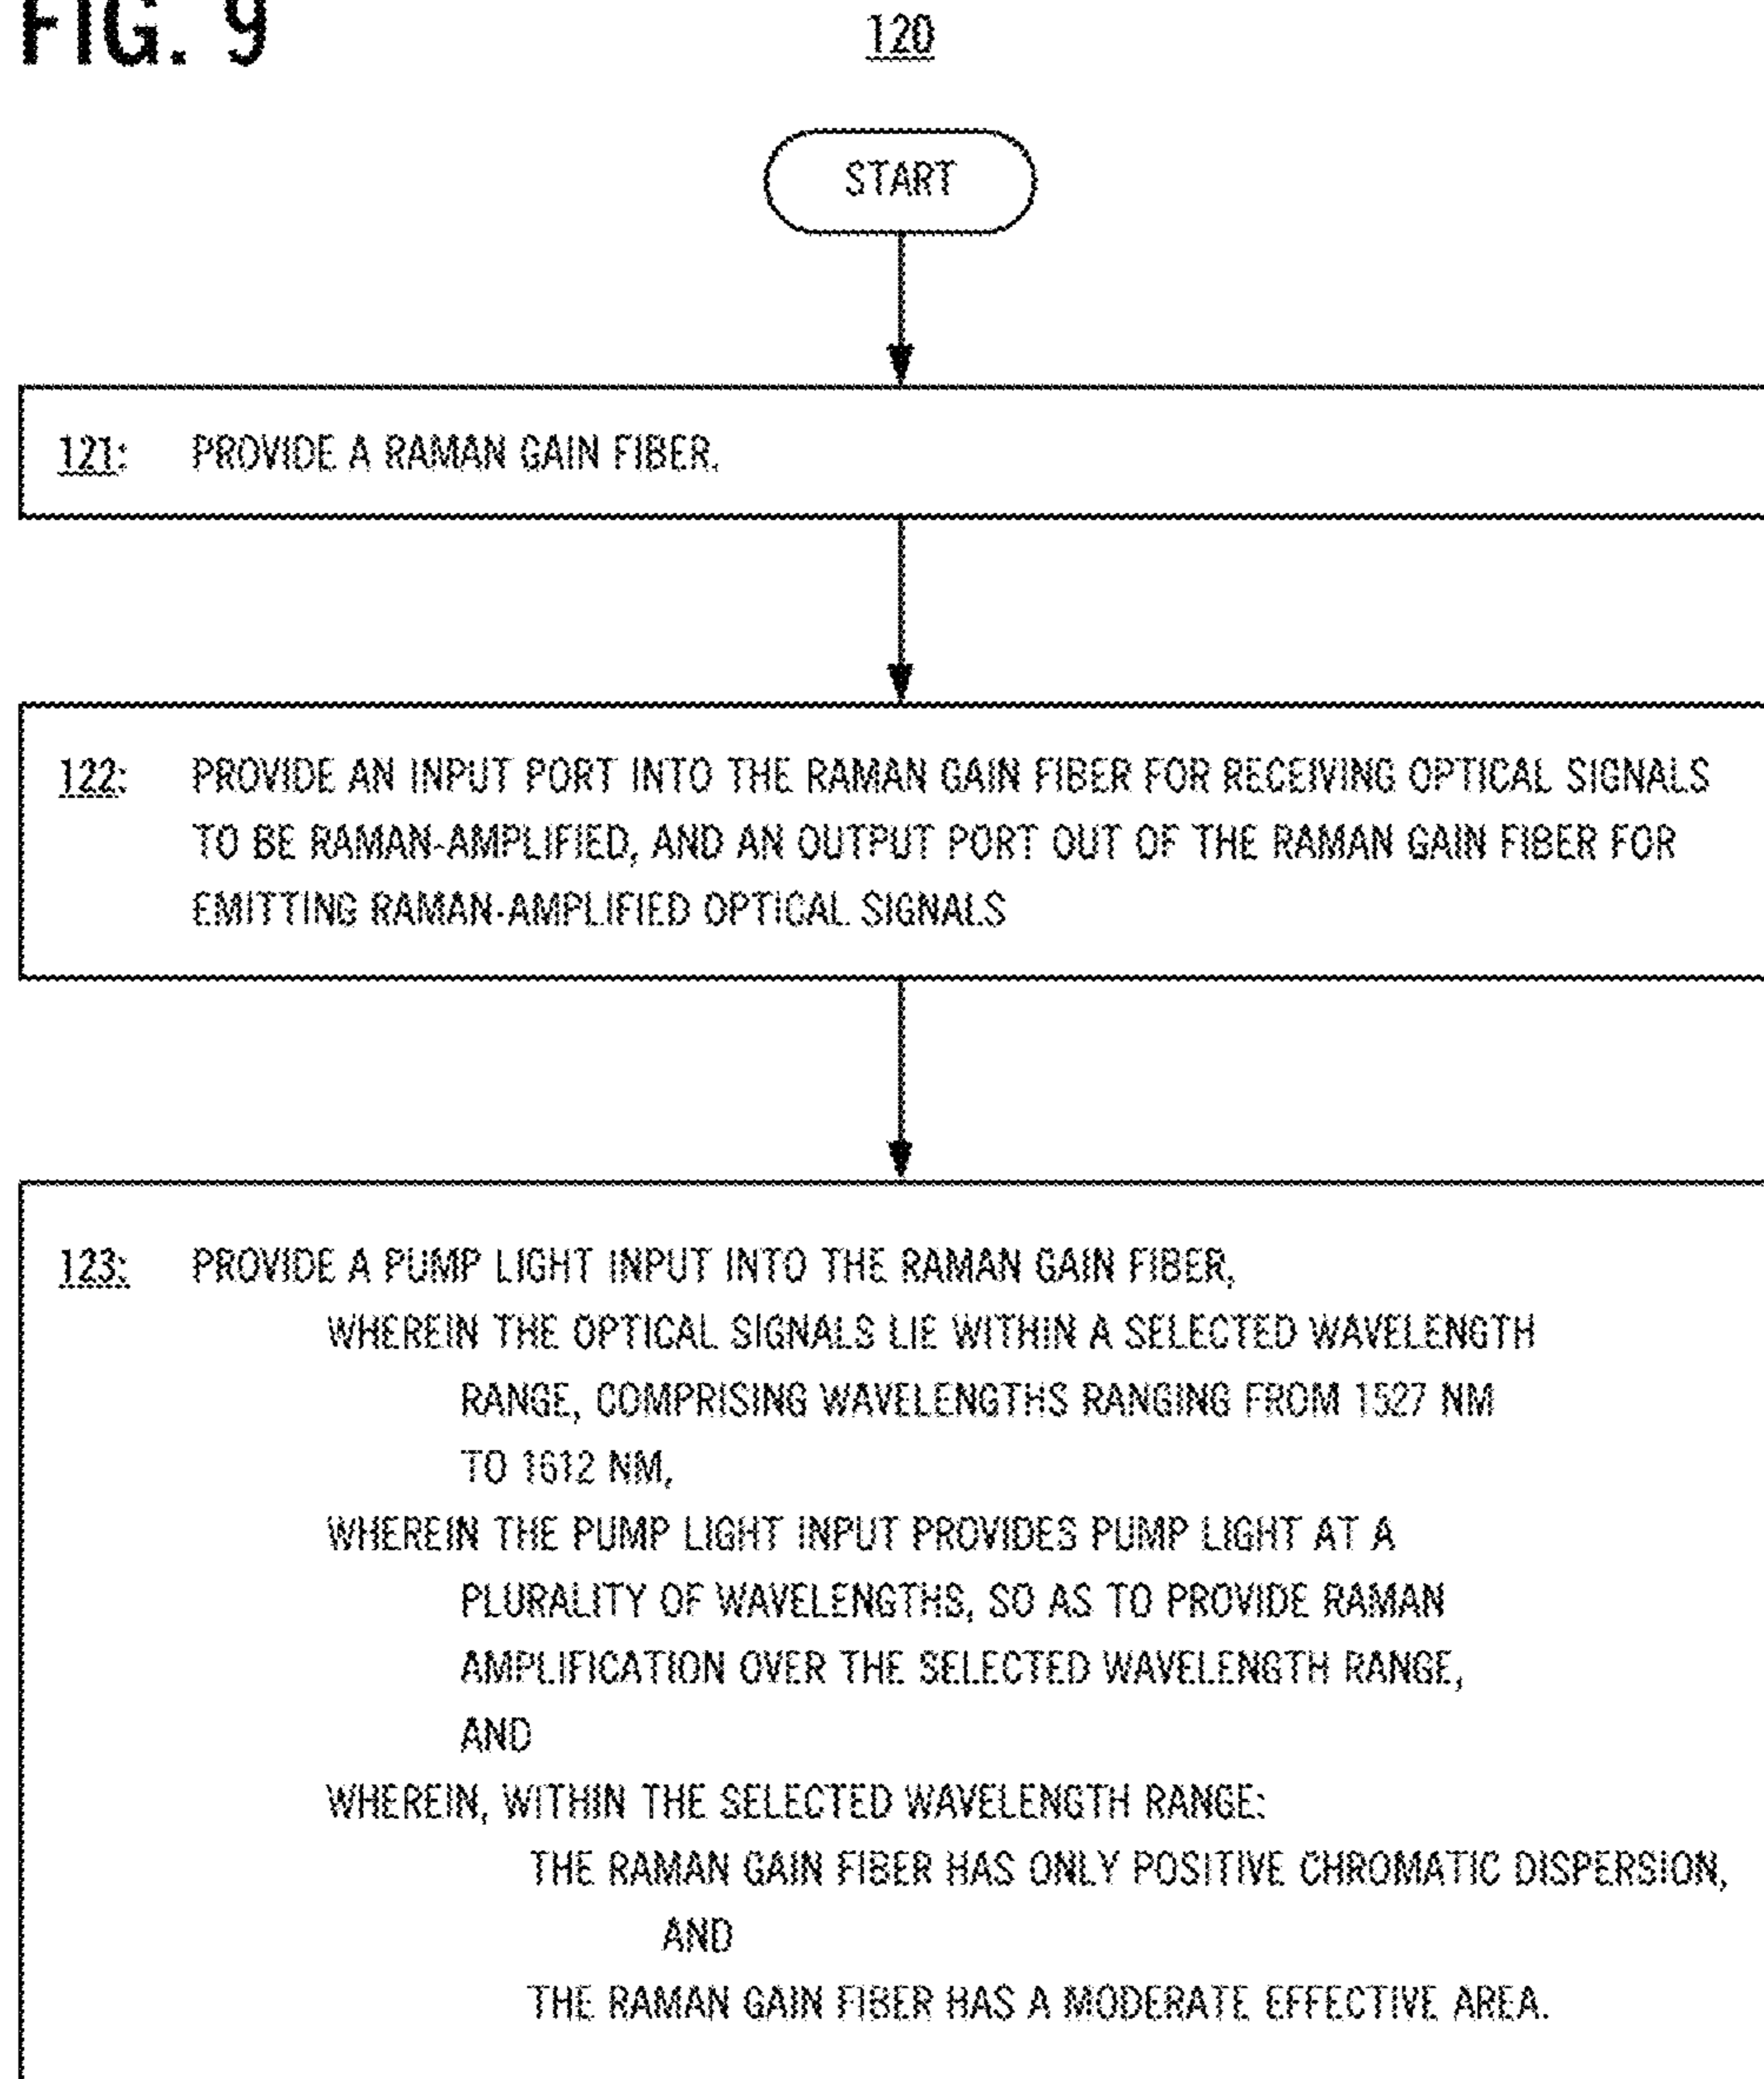 FIG. 9
120
START
121: PROVIDE A RAMAN GAIN FIBER.
122: PROVIDE AN INPUT PORT INTO THE RAMAN GAIN FIBER FOR RECEIVING OPTICAL SIGNALS
TO BE RAMAN-AMPLIFIED, AND AN OUTPUT PORT OUT OF THE RAMAN GAIN FIBER FOR
EMITTING RAMAN-AMPLIFIED OPTICAL SIGNALS
123: PROVIDE A PUMP LIGHT INPUT INTO THE RAMAN GAIN FIBER,
WHEREIN THE OPTICAL SIGNALS LIE WITHIN A SELECTED WAVELENGTH
RANGE, COMPRISING WAVELENGTHS RANGING FROM 1527 NM
TO 1612 NM,
WHEREIN THE PUMP LIGHT INPUT PROVIDES PUMP LIGHT AT A
PLURALITY OF WAVELENGTHS, SO AS TO PROVIDE RAMAN
AMPLIFICATION OVER THE SELECTED WAVELENGTH RANGE,
AND
WHEREIN, WITHIN THE SELECTED WAVELENGTH RANGE:
THE RAMAN GAIN FIBER HAS ONLY POSITIVE CHROMATIC DISPERSION,
AND
THE RAMAN GAIN FIBER HAS A MODERATE EFFECTIVE AREA.